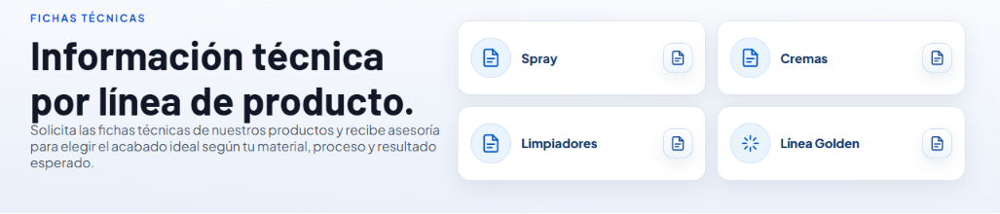 FICHAS TÉCNICAS
Información técnica
por línea de producto.
Solicita las fichas técnicas de nuestros productos y recibe asesoría
para elegir el acabado ideal según tu material, proceso y resultado
esperado.
Spray
Cremas
Limpiadores
Línea Golden